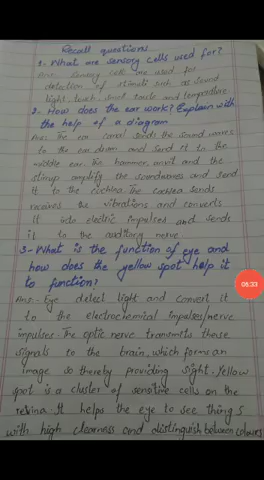 Recall questions
1. What are sensory cells used for?
Ans- Sensory cells are used for
detection of stimuli such as sound
light, touch, smell taste and temperature.
2. How does the ear work? Explain with
the help of a diagram
Ans- The ear canal sends the sound waves
to the ear drum and send it to the
middle ear. The hammer, anvil and the
stirrup amplify the soundwaves and send
it to the cochlea. The cochlea
receives the vibrations and converts
it into electric impulses and sends
it to the auditory nerve.
3- What is the function of eye and
how does the yellow spot help it
to function?
Ans- Eye detect light and convert it
to the electrochemical impulses/nerve
impulses. The optic nerve transmits these
signals to the brain, which forms an
image so thereby providing sight. Yellow
spot is a cluster of sensitive cells on the
retina. It helps the eye to see things
with high clearness and distinguish between colours